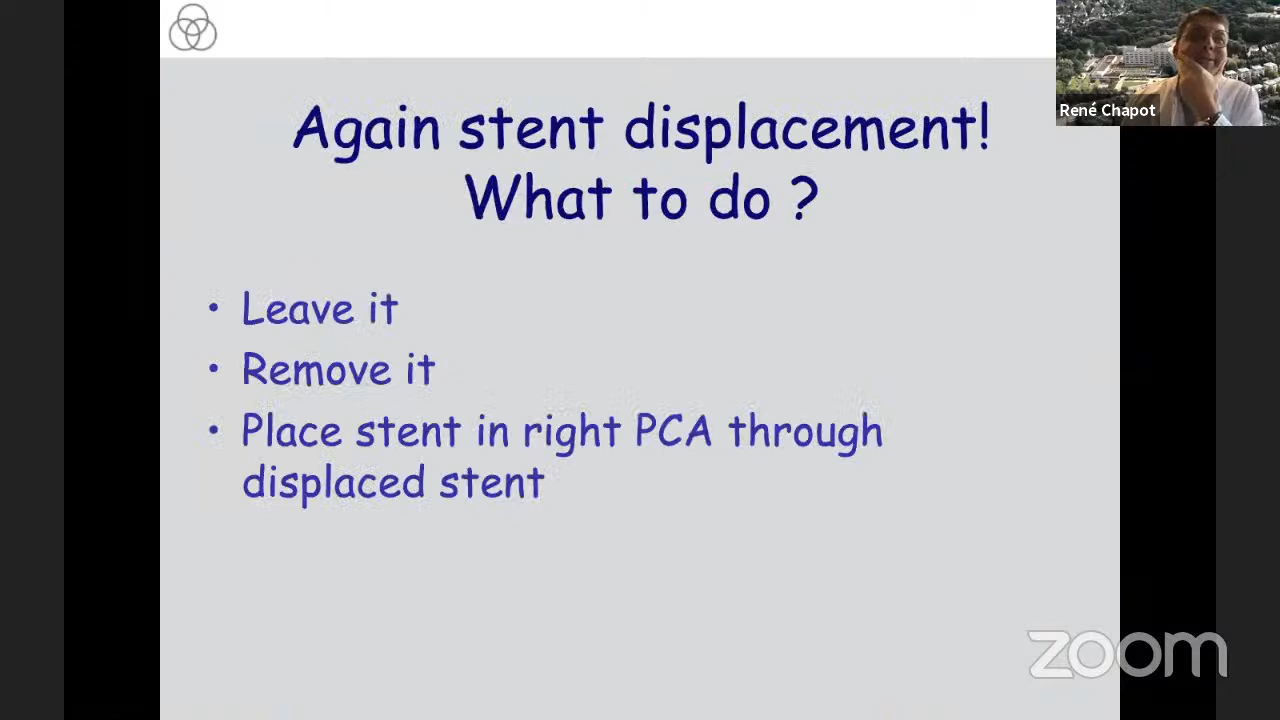 Again stent displacement!
What to do ?
• Leave it
• Remove it
• Place stent in right PCA through
displaced stent
René Chapot
zoom